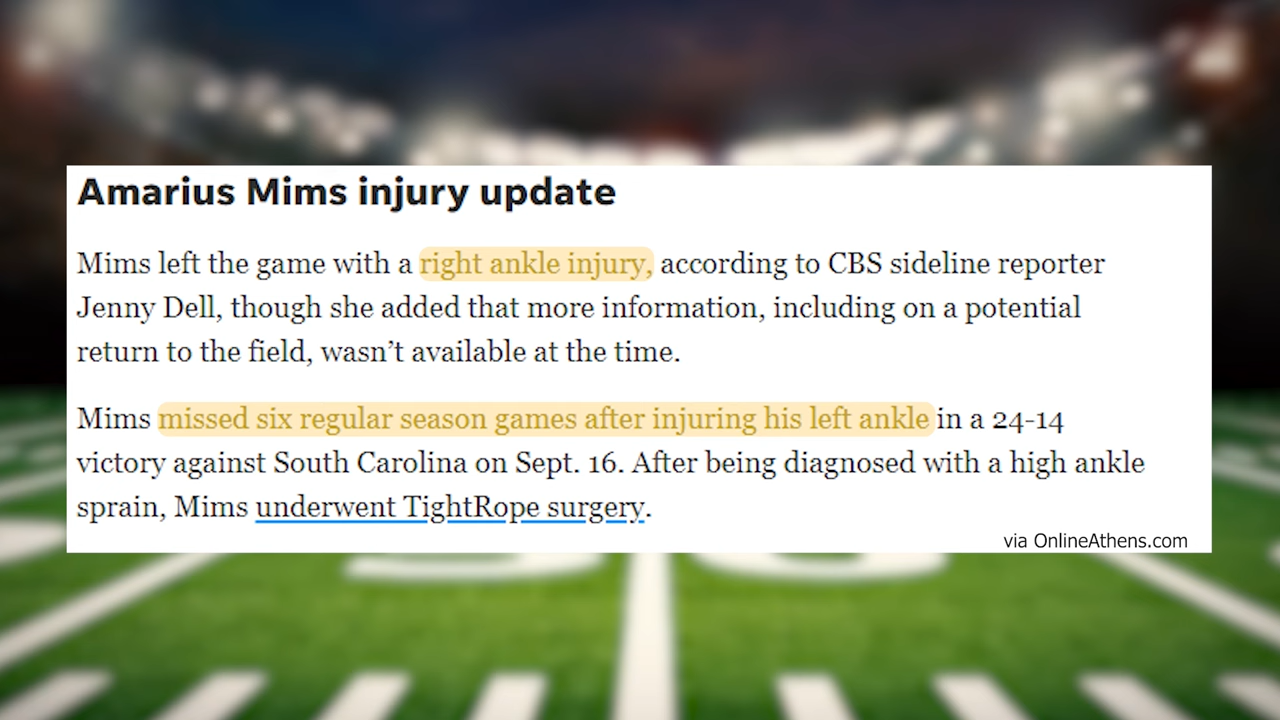 Amarius Mims injury update
Mims left the game with a right ankle injury, according to CBS sideline reporter
Jenny Dell, though she added that more information, including on a potential
return to the field, wasn’t available at the time.
Mims missed six regular season games after injuring his left ankle in a 24-14
victory against South Carolina on Sept. 16. After being diagnosed with a high ankle
sprain, Mims underwent TightRope surgery.
via OnlineAthens.com